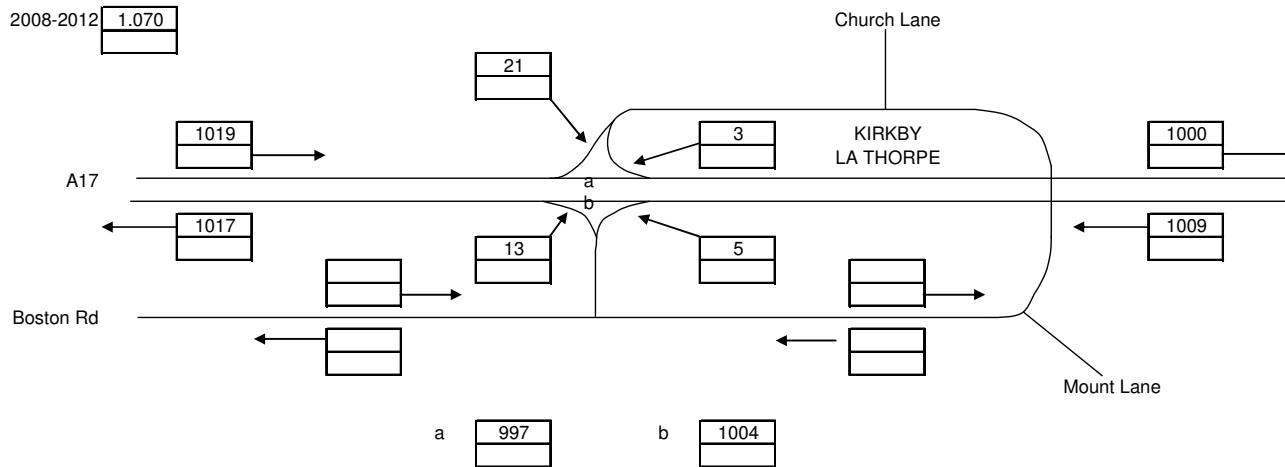 2008-2012 1.070
Church Lane
21
1019
3
KIRKBY
LA THORPE
1000
A17
a
b
1017
13
5
1009
Boston Rd
Mount Lane
a 997 b 1004